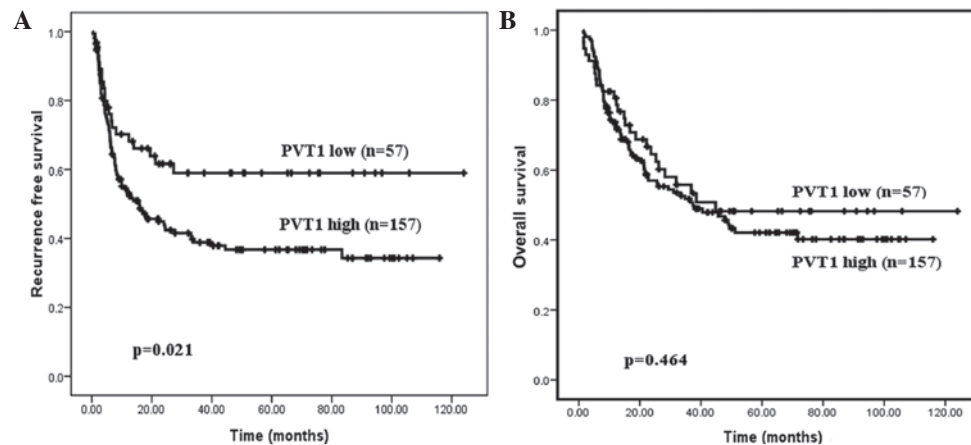 A
Recurrence free survival
1.0
0.8
0.6
0.4
0.2
0.0
PVT1 low (n=57)
PVT1 high (n=157)
p=0.021
0.00 20.00 40.00 60.00 80.00 100.00 120.00
Time (months)
B
Overall survival
1.0
0.8
0.6
0.4
0.2
0.0
PVT1
low (n=57)
PVT1 high (n=157)
p=0.464
0.00 20.00 40.00 60.00 80.00 100.00 120.00
Time (months)